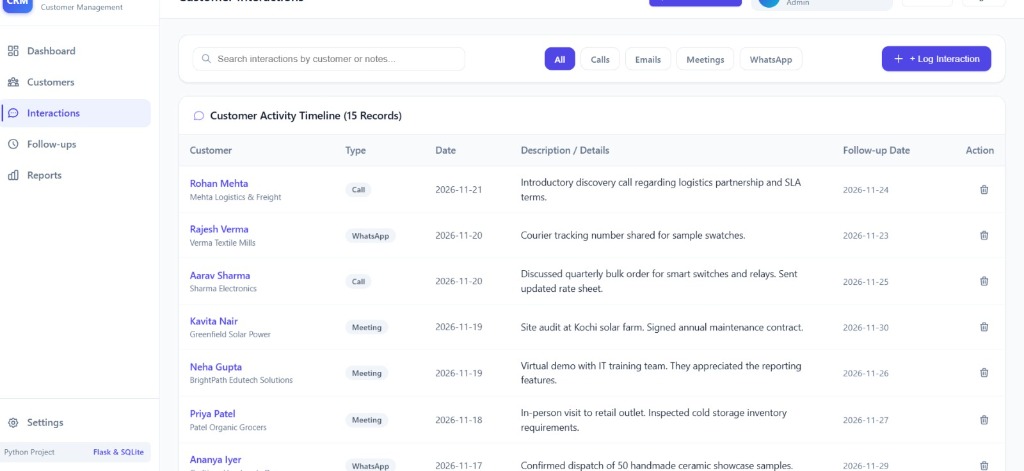 CRM
Customer Management
Customer Interactions
Admin
Dashboard
Customers
Interactions
Follow-ups
Reports
Settings
Python Project Flask & SQLite
Search interactions by customer or notes...
All Calls Emails Meetings WhatsApp
+ + Log Interaction
Customer Activity Timeline (15 Records)
Customer Type Date Description / Details Follow-up Date Action
Rohan Mehta
Mehta Logistics & Freight
Call
2026-11-21
Introductory discovery call regarding logistics partnership and SLA
terms.
2026-11-24
Rajesh Verma
Verma Textile Mills
WhatsApp
2026-11-20
Courier tracking number shared for sample swatches.
2026-11-23
Aarav Sharma
Sharma Electronics
Call
2026-11-20
Discussed quarterly bulk order for smart switches and relays. Sent
updated rate sheet.
2026-11-25
Kavita Nair
Greenfield Solar Power
Meeting
2026-11-19
Site audit at Kochi solar farm. Signed annual maintenance contract.
2026-11-30
Neha Gupta
BrightPath Edutech Solutions
Meeting
2026-11-19
Virtual demo with IT training team. They appreciated the reporting
features.
2026-11-26
Priya Patel
Patel Organic Grocers
Meeting
2026-11-18
In-person visit to retail outlet. Inspected cold storage inventory
requirements.
2026-11-27
Ananya Iyer
WhatsApp
2026-11-17
Confirmed dispatch of 50 handmade ceramic showcase samples.
2026-11-29